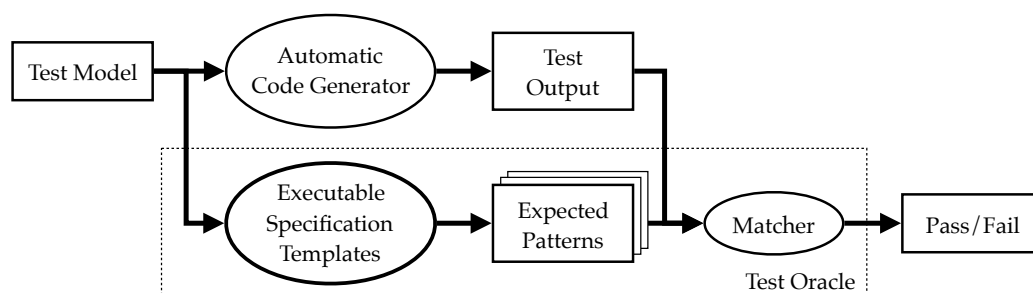 Test Model
Automatic
Code Generator
Test
Output
Executable
Specification
Templates
Expected
Patterns
Matcher
Pass/Fail
Test Oracle